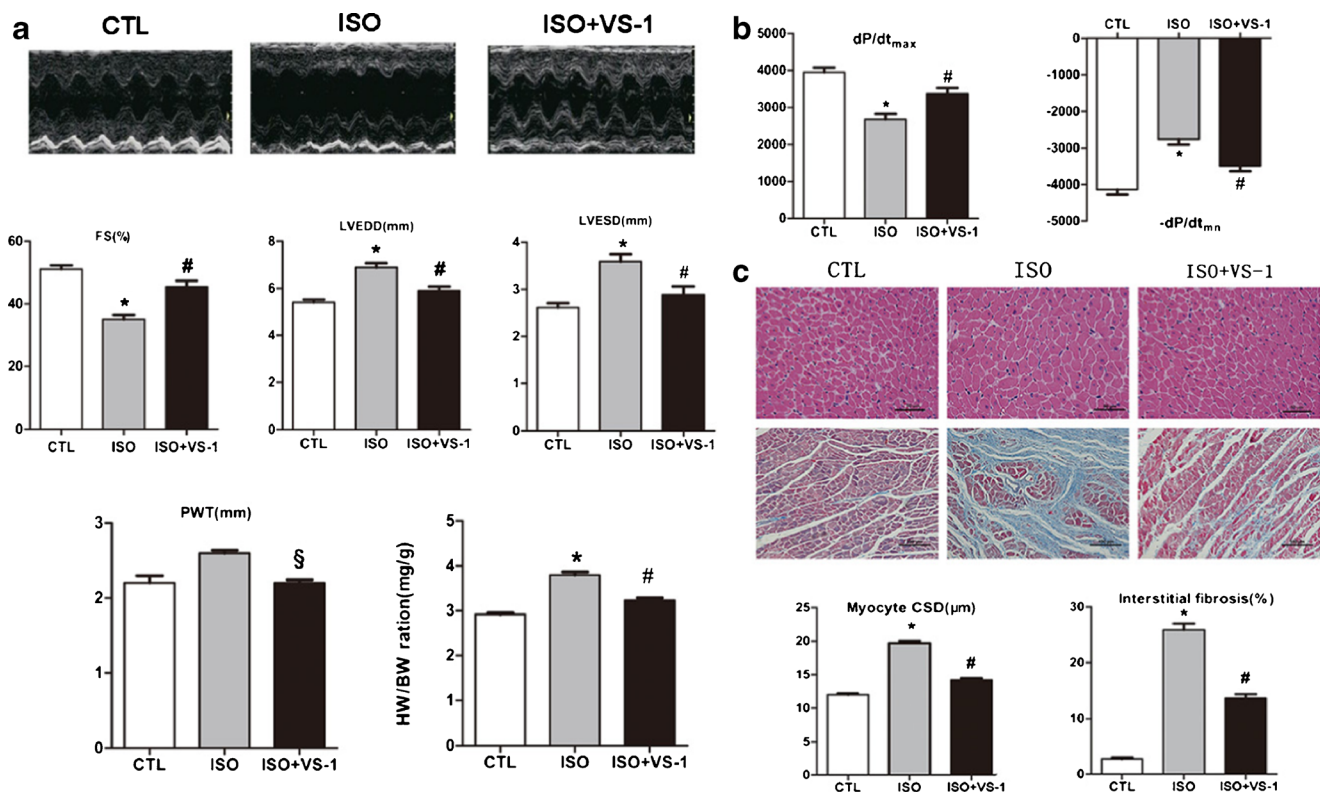 a
CTL ISO ISO+VS-1
FS(%)
60
40
20
0
*
#
CTL ISO ISO+VS-1
LVEDD(mm)
8
6
4
2
0
*
#
CTL ISO ISO+VS-1
LVESD(mm)
4
3
2
1
0
*
#
CTL ISO ISO+VS-1
PWT(mm)
3
2
1
0
§
CTL ISO ISO+VS-1
HW/BW ration(mg/g)
5
4
3
2
1
0
*
#
CTL ISO ISO+VS-1
b
dP/dtmax
5000
4000
3000
2000
1000
0
*
#
CTL ISO ISO+VS-1
CTL ISO ISO+VS-1
0
-1000
-2000
-3000
-4000
-5000
*
#
-dP/dtmn
c
CTL ISO ISO+VS-1
Myocyte CSD(µm)
25
20
15
10
5
0
*
#
CTL ISO ISO+VS-1
Interstitial fibrosis(%)
30
20
10
0
*
#
CTL ISO ISO+VS-1